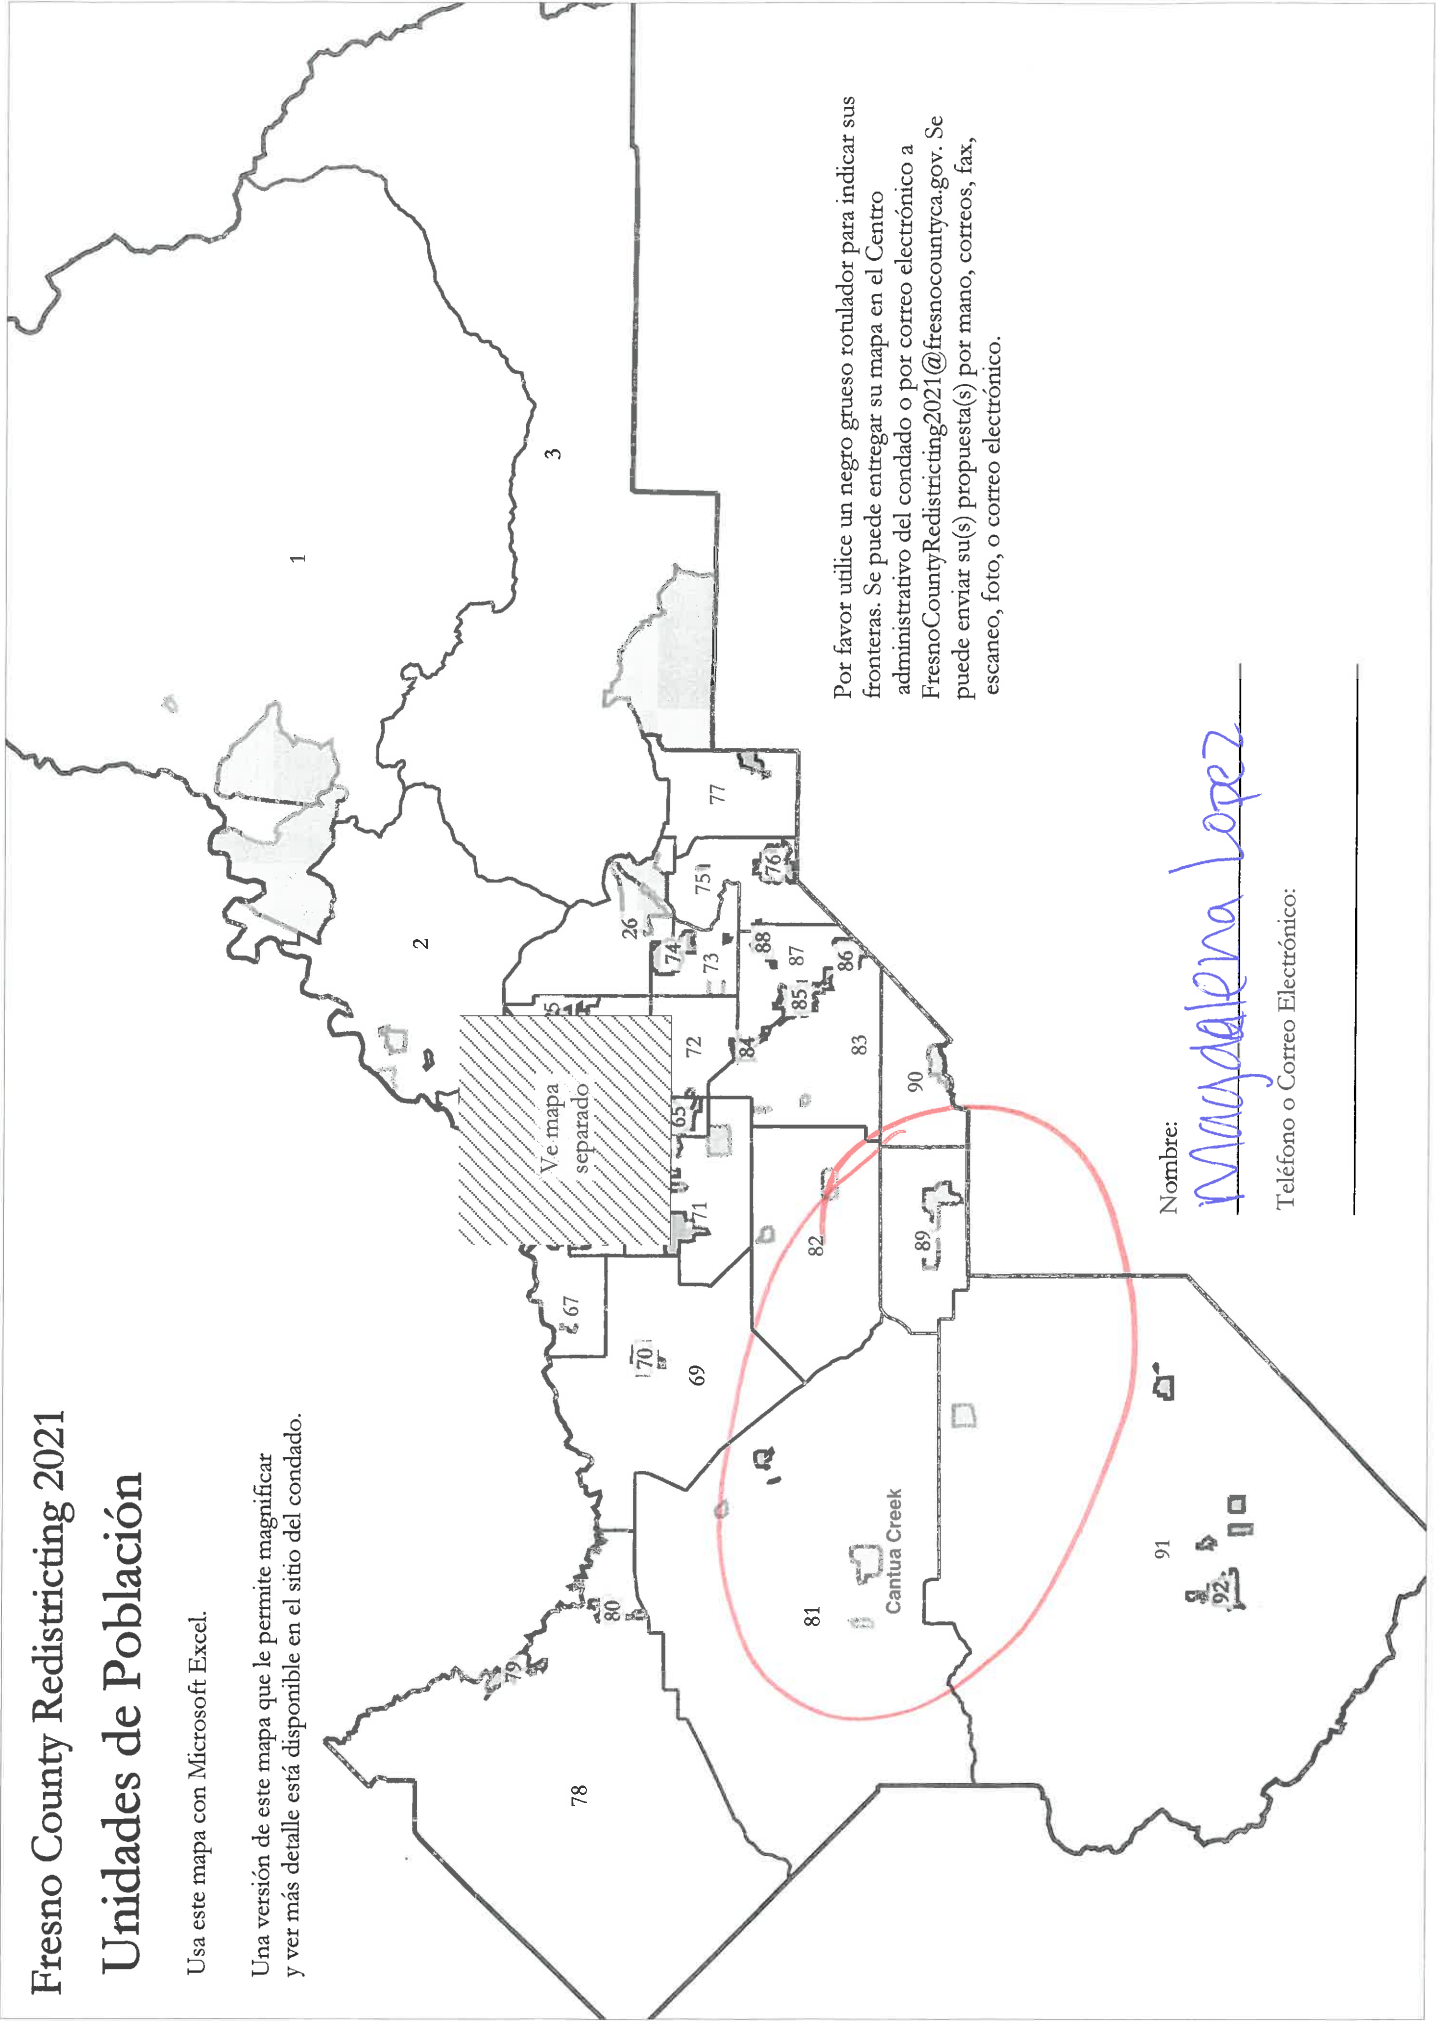 Fresno County Redistricting 2021
Unidades de Población
Usa este mapa con Microsoft Excel.
Una versión de este mapa que le permite magnificar
y ver más detalle está disponible en el sitio del condado.
1
2
3
26
Ve mapa
separado
65
67
69
70
71
72
73
74
75
76
77
78
79
80
81
Cantua Creek
82
83
84
85
86
87
88
89
90
91
92
Por favor utilice un negro grueso rotulador para indicar sus
fronteras. Se puede entregar su mapa en el Centro
administrativo del condado o por correo electrónico a
FresnoCountyRedistricting2021@fresnocountyca.gov. Se
puede enviar su(s) propuesta(s) por mano, correos, fax,
escaneo, foto, o correo electrónico.
Nombre:
Magdalena Lopez
Teléfono o Correo Electrónico: